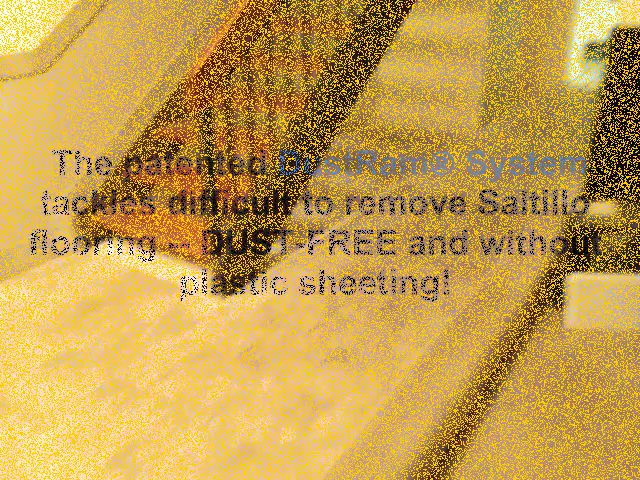 The patented DustRam® System
tackles difficult to remove Saltillo
flooring -- DUST-FREE and without
plastic sheeting!